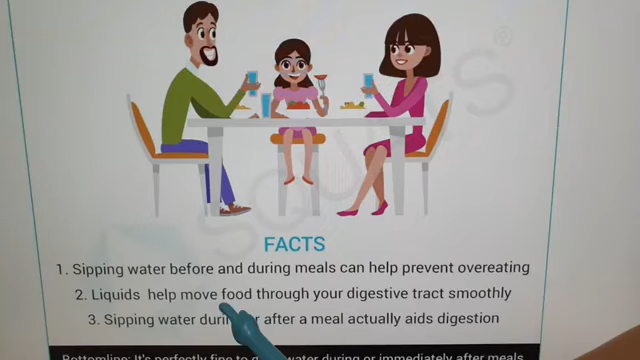 FACTS
1. Sipping water before and during meals can help prevent overeating
2. Liquids help move food through your digestive tract smoothly
3. Sipping water after a meal actually aids digestion
Bottomline: It's perfectly fine to water during or immediately after meals